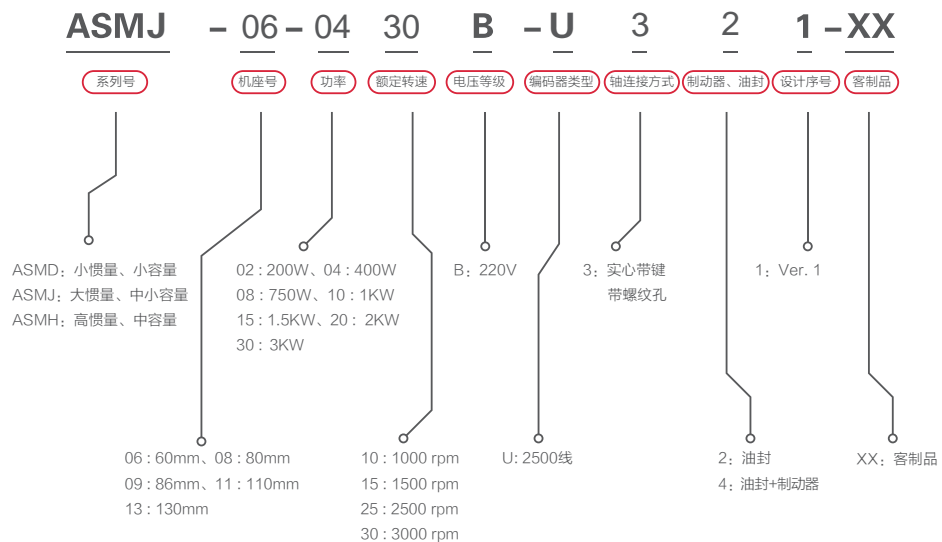 ASMJ - 06 - 04 30 B - U 3 2 1 - XX
系列号 机座号 功率 额定转速 电压等级 编码器类型 轴连接方式 制动器、油封 设计序号 客制品
ASMD：小惯量、小容量
ASMJ：大惯量、中小容量
ASMH：高惯量、中容量
02 : 200W、04 : 400W
08 : 750W、10 : 1KW
15 : 1.5KW、20 : 2KW
30 : 3KW
B：220V
3：实心带键
带螺纹孔
1：Ver. 1
06 : 60mm、08 : 80mm
09 : 86mm、11 : 110mm
13 : 130mm
10 : 1000 rpm
15 : 1500 rpm
25 : 2500 rpm
30 : 3000 rpm
U: 2500线
2：油封
4：油封+制动器
XX：客制品